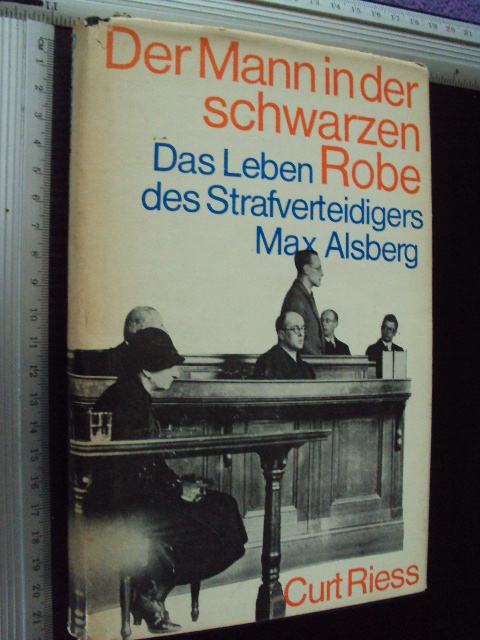 Der Mann in der
schwarzen
Das Leben Robe
des Strafverteidigers
Max Alsberg
Curt Riess